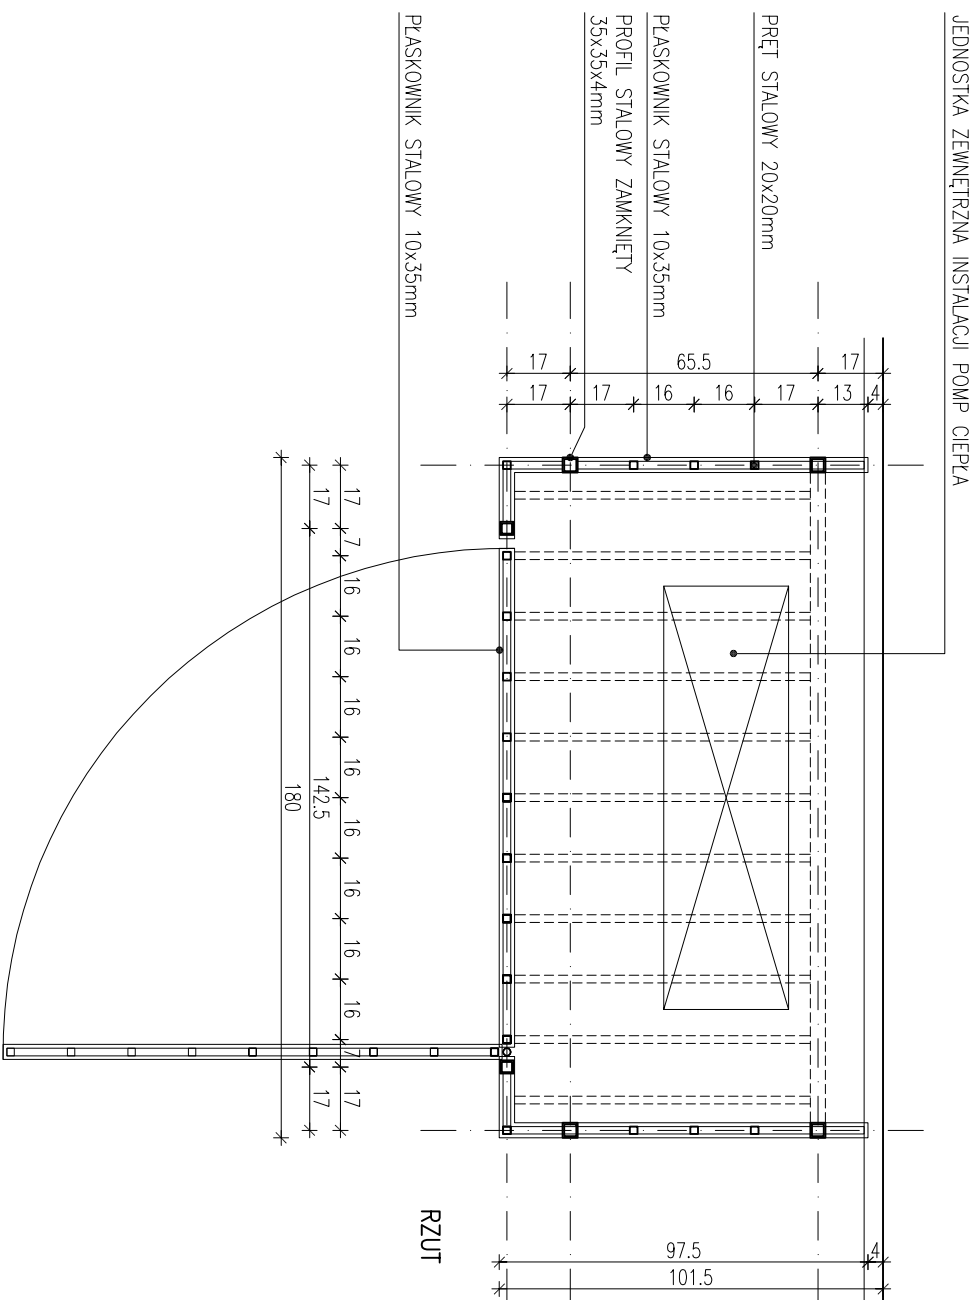 JEDNOSTKA ZEWNĘTRZNA INSTALACJI POMP CIEPŁA
PRĘT STALOWY 20x20mm
PŁASKOWNIK STALOWY 10x35mm
PROFIL STALOWY ZAMKNIĘTY
35x35x4mm
PŁASKOWNIK STALOWY 10x35mm
17 65.5 17
17 17 16 16 17 13 4
17 7 16 16 16 16 16 16 16 16 7 17
17 142.5 17
180
97.5 4
101.5
RZUT